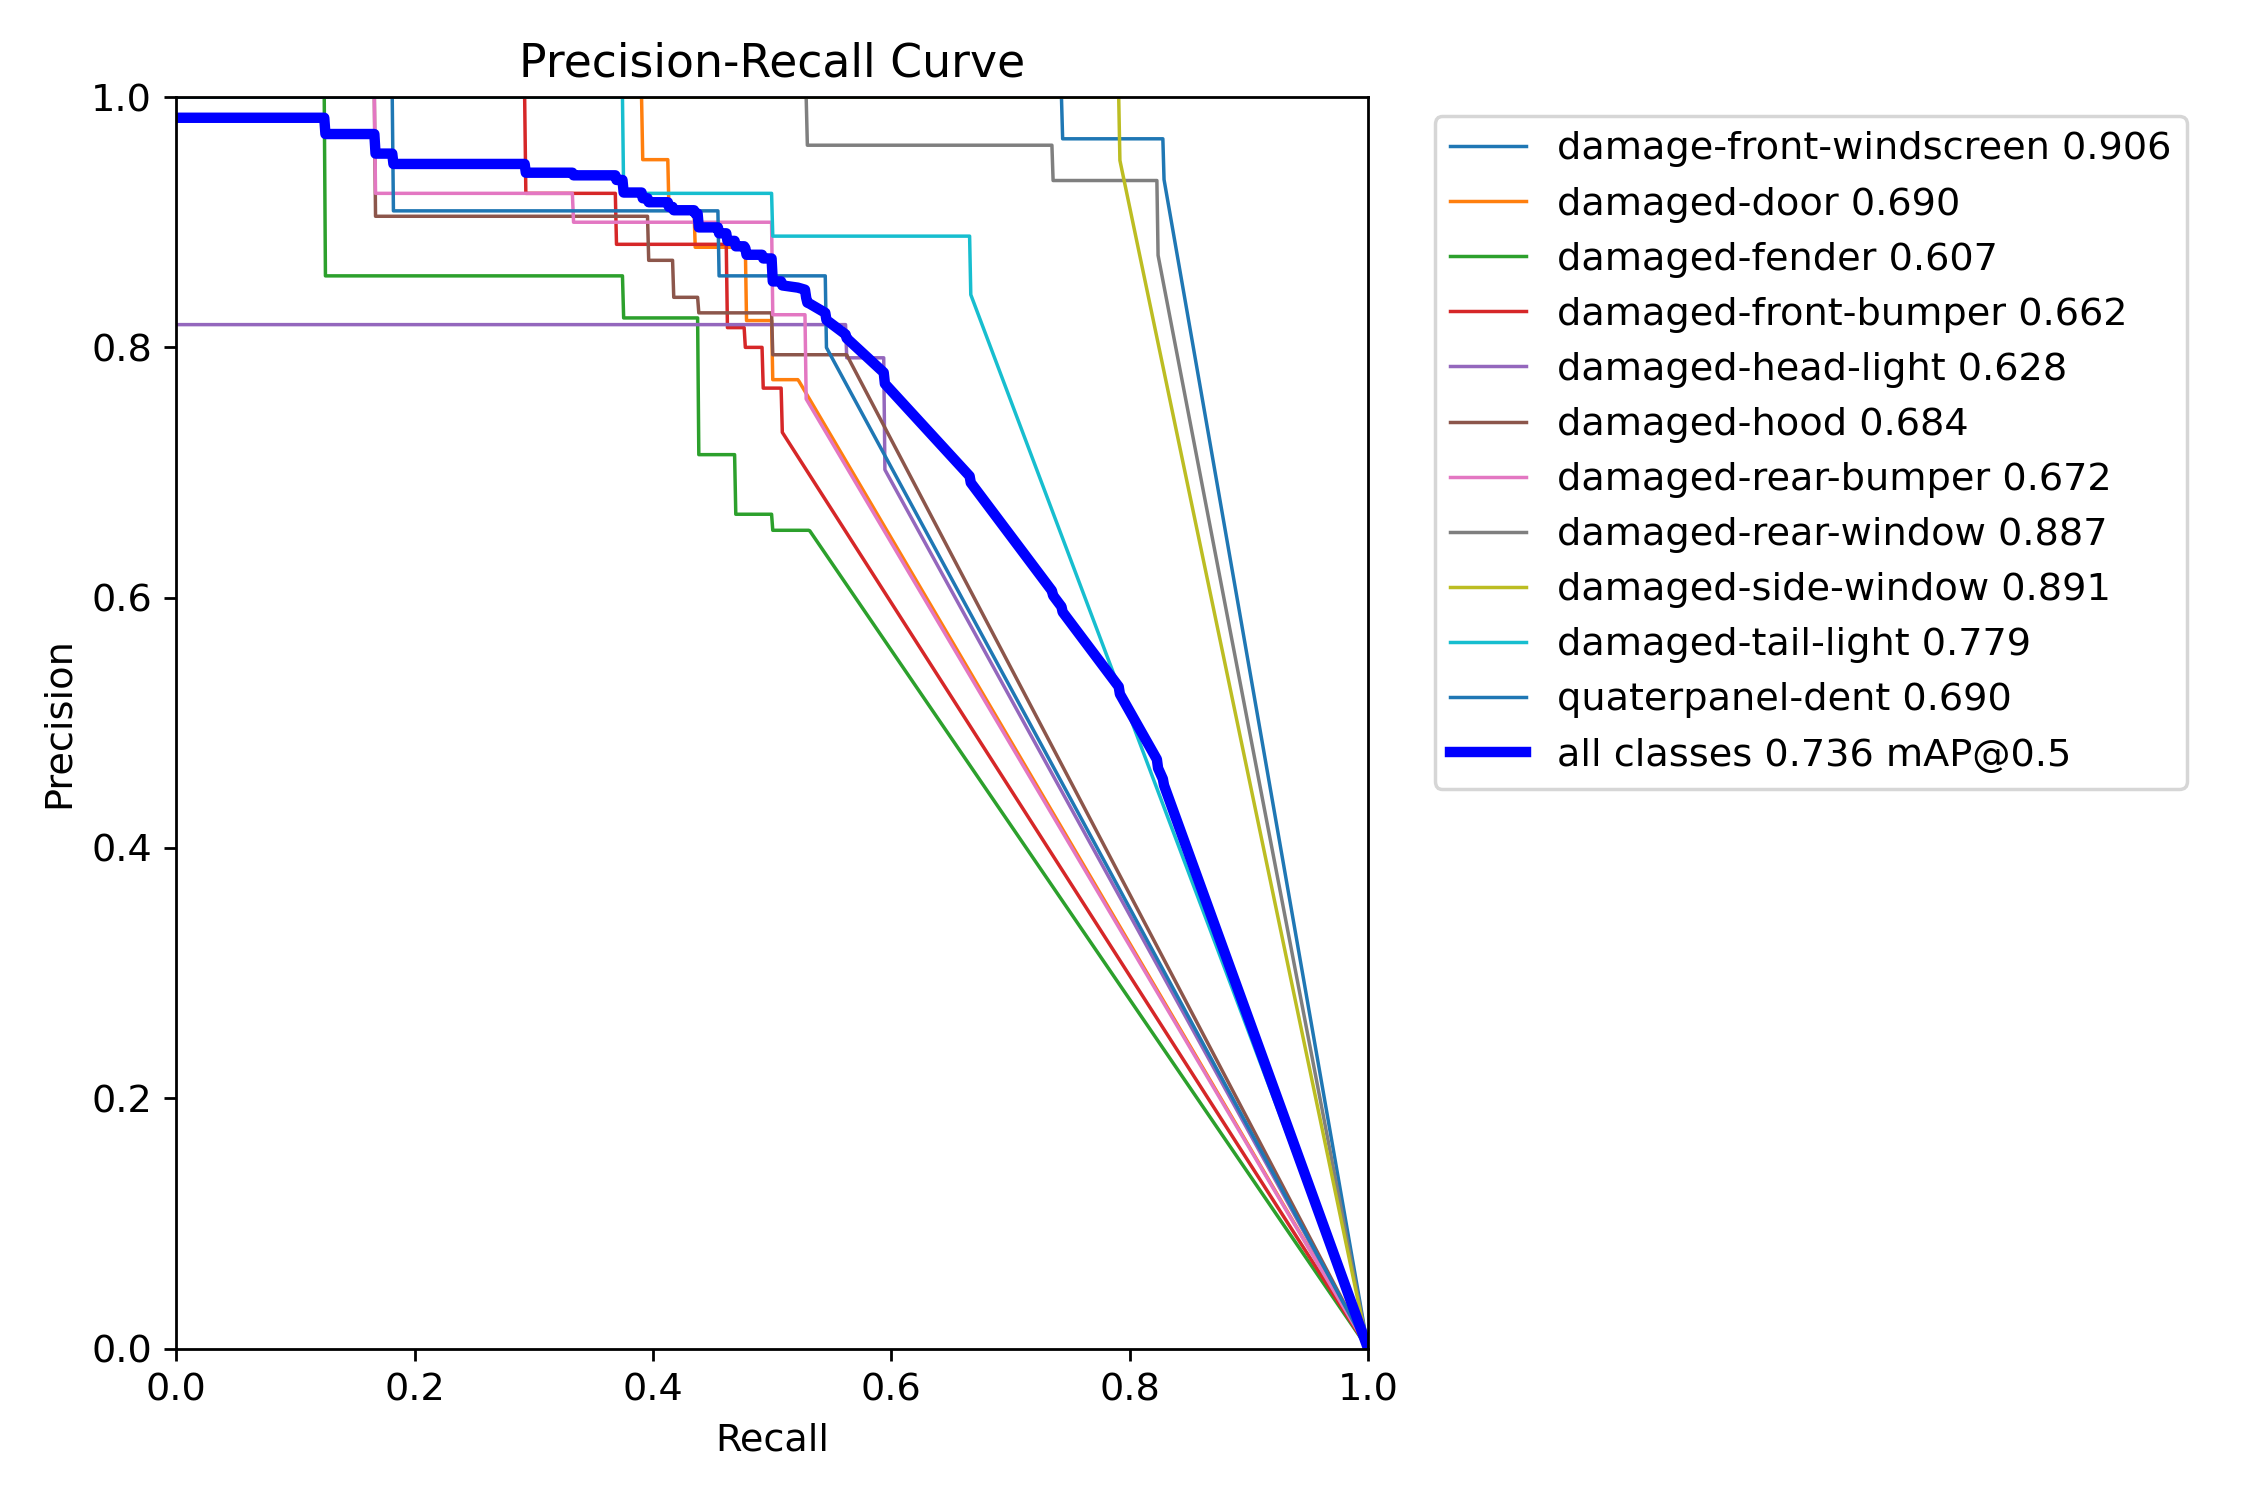 Precision-Recall Curve
1.0
0.8
0.6
0.4
0.2
0.0
Precision
0.0 0.2 0.4 0.6 0.8 1.0
Recall
damage-front-windscreen 0.906
damaged-door 0.690
damaged-fender 0.607
damaged-front-bumper 0.662
damaged-head-light 0.628
damaged-hood 0.684
damaged-rear-bumper 0.672
damaged-rear-window 0.887
damaged-side-window 0.891
damaged-tail-light 0.779
quaterpanel-dent 0.690
all classes 0.736 mAP@0.5